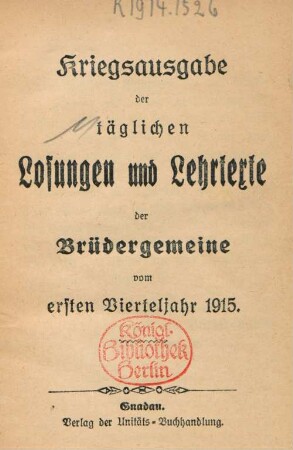 K1914.1526
Kriegsausgabe
der
täglichen
Losungen und Lehrtexte
der
Brüdergemeine
vom
ersten Vierteljahr 1915.
Königl.
Bibliothek
Berlin
Gnadau.
Verlag der Unitäts-Buchhandlung.